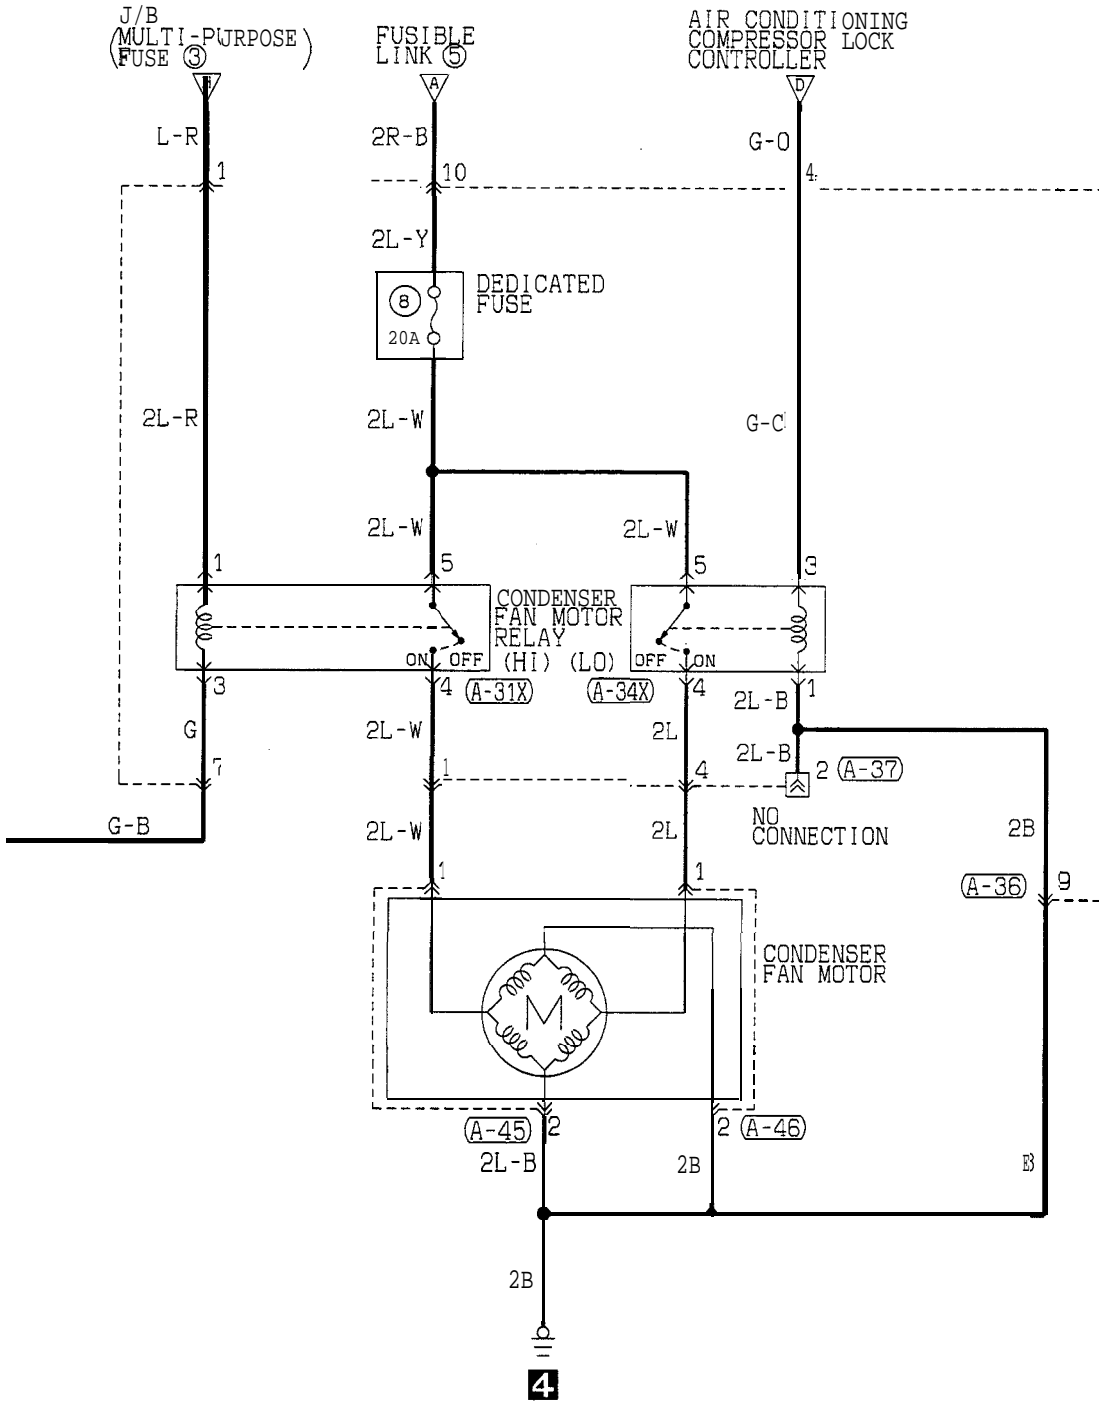 J/B
(MULTI-PURPOSE)
FUSE ③
FUSIBLE
LINK ⑤
AIR CONDITIONING
COMPRESSOR LOCK
CONTROLLER
A
D
L-R
2R-B
G-O
1
10
4
2L-Y
DEDICATED
FUSE
8
20A
2L-R
2L-W
2L-W
2L-W
1
5
5
3
CONDENSER
FAN MOTOR
RELAY
(HI) (LO)
ON OFF
OFF ON
3
4
A-31X
A-34X
4
1
G
2L-W
2L
2L-B
2L-B
7
1
4
2
A-37
NO
CONNECTION
G-B
2L-W
2L
2B
1
1
A-36
9
CONDENSER
FAN MOTOR
M
A-45
2
2
A-46
2L-B
2B
2B
4